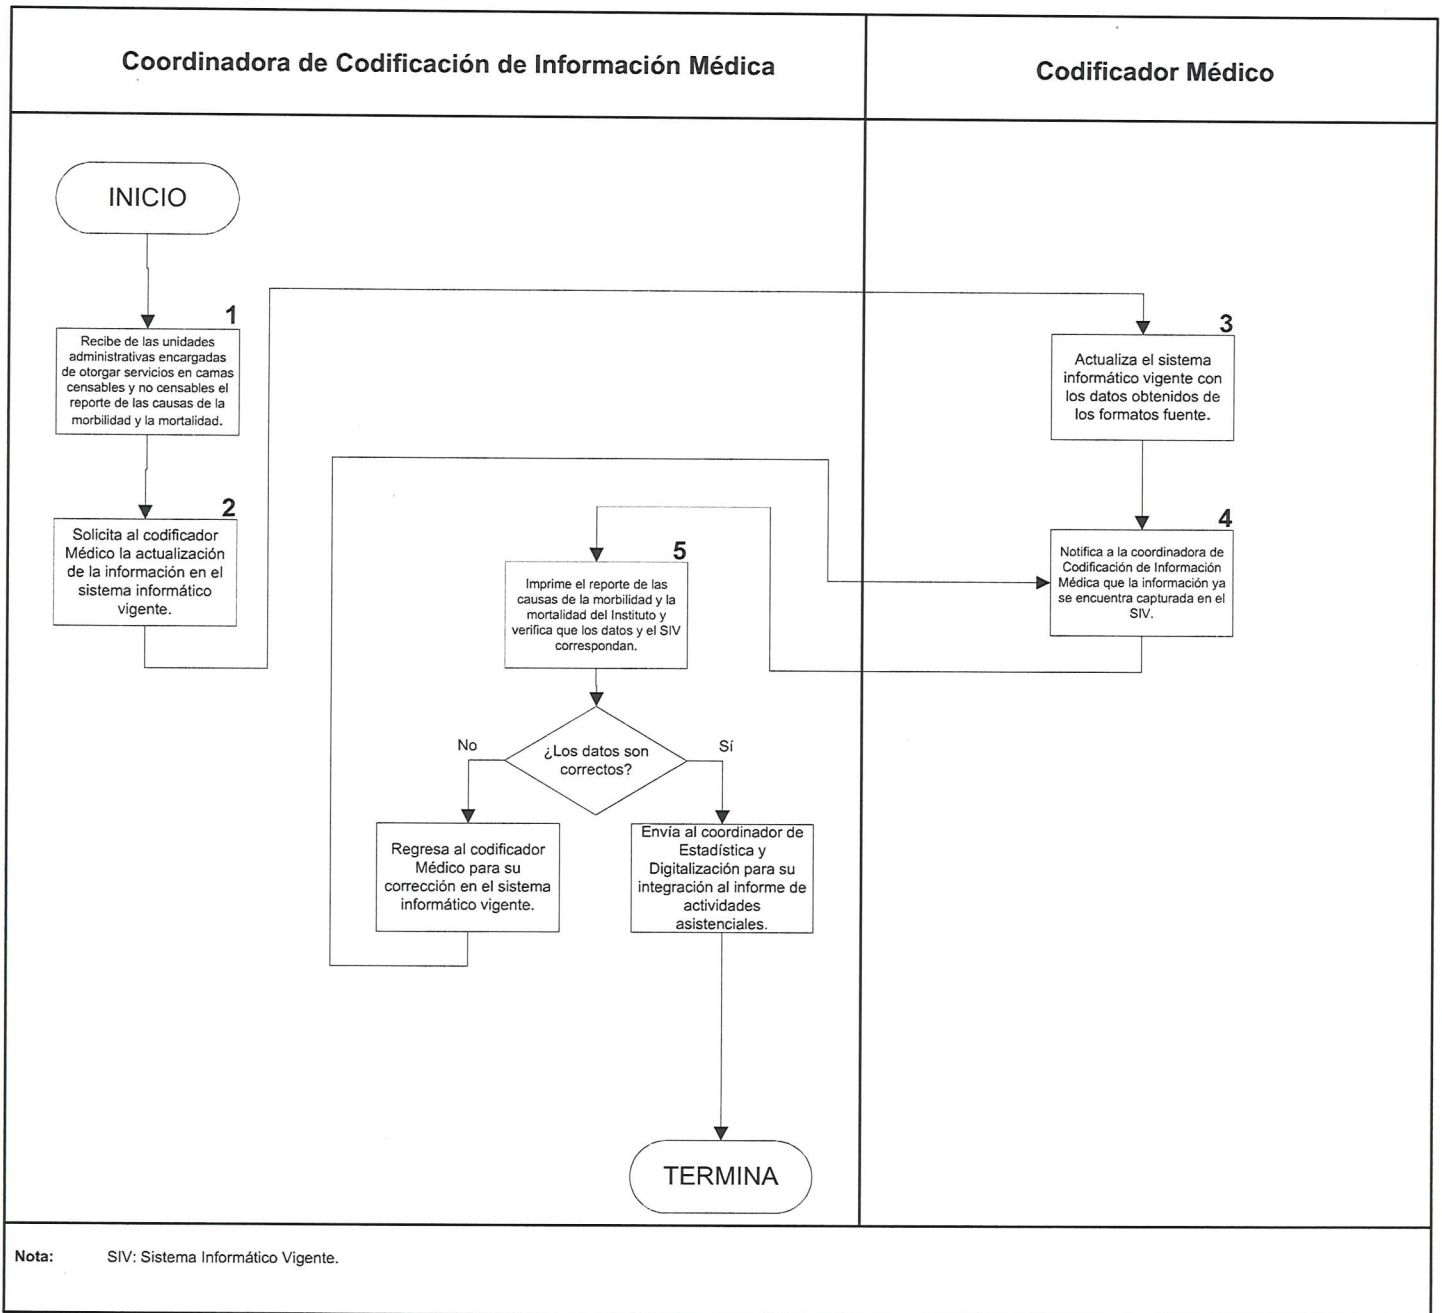 Coordinadora de Codificación de Información Médica
Codificador Médico
INICIO
1
Recibe de las unidades
administrativas encargadas
de otorgar servicios en camas
censables y no censables el
reporte de las causas de la
morbilidad y la mortalidad.
2
Solicita al codificador
Médico la actualización
de la información en el
sistema informático
vigente.
3
Actualiza el sistema
informático vigente con
los datos obtenidos de
los formatos fuente.
4
Notifica a la coordinadora de
Codificación de Información
Médica que la información ya
se encuentra capturada en el
SIV.
5
Imprime el reporte de las
causas de la morbilidad y la
mortalidad del Instituto y
verifica que los datos y el SIV
correspondan.
¿Los datos son
correctos?
No
Sí
Regresa al codificador
Médico para su
corrección en el sistema
informático vigente.
Envía al coordinador de
Estadística y
Digitalización para su
integración al informe de
actividades
asistenciales.
TERMINA
Nota: SIV: Sistema Informático Vigente.